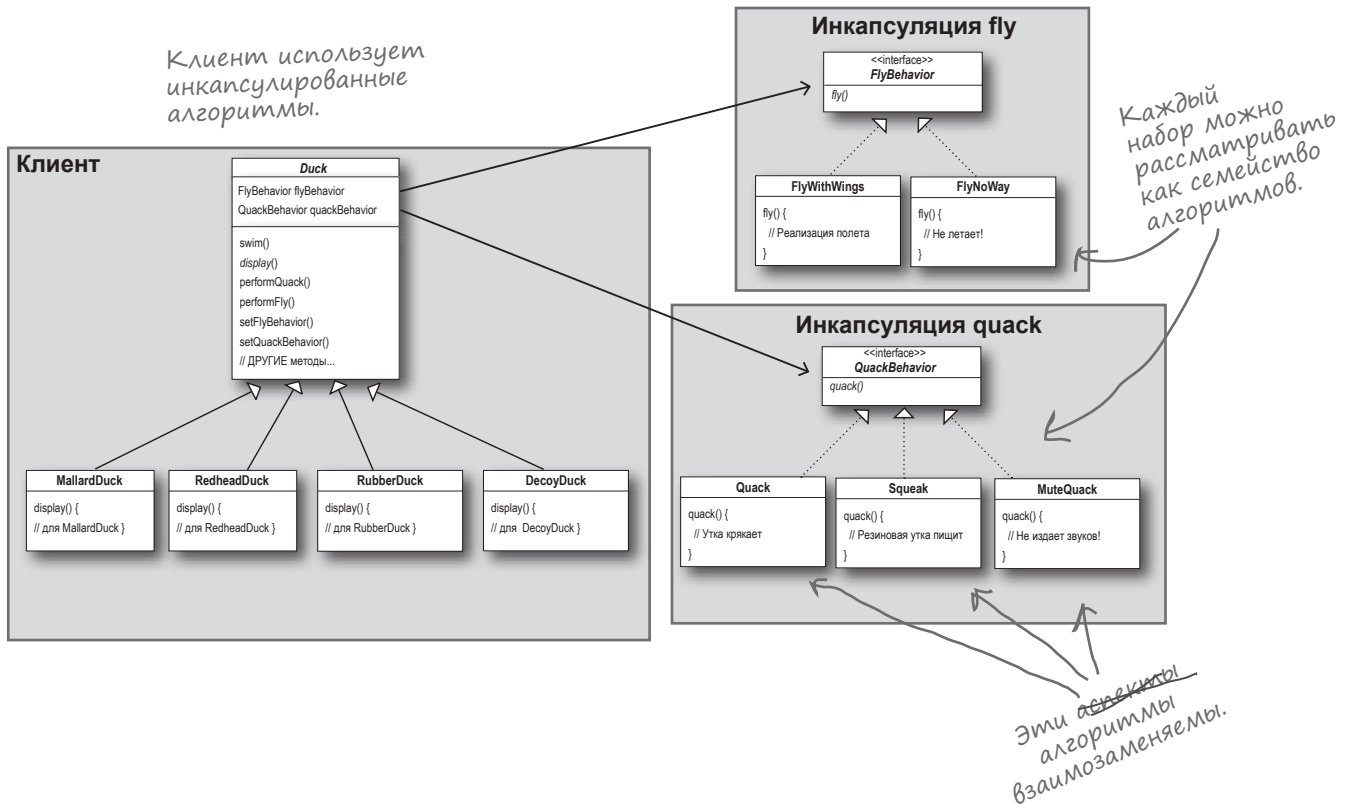 Клиент использует
инкапсулированные
алгоритмы.
Клиент
Duck
FlyBehavior flyBehavior
QuackBehavior quackBehavior
swim()
display()
performQuack()
performFly()
setFlyBehavior()
setQuackBehavior()
// ДРУГИЕ методы...
MallardDuck
display() {
// для MallardDuck }
RedheadDuck
display() {
// для RedheadDuck }
RubberDuck
display() {
// для RubberDuck }
DecoyDuck
display() {
// для DecoyDuck }
Инкапсуляция fly
<<interface>>
FlyBehavior
fly()
FlyWithWings
fly() {
// Реализация полета
}
FlyNoWay
fly() {
// Не летает!
}
Каждый
набор можно
рассматривать
как семейство
алгоритмов.
Инкапсуляция quack
<<interface>>
QuackBehavior
quack()
Quack
quack() {
// Утка крякает
}
Squeak
quack() {
// Резиновая утка пищит
}
MuteQuack
quack() {
// Не издает звуков!
}
Эти аспекты
алгоритмы
взаимозаменяемы.